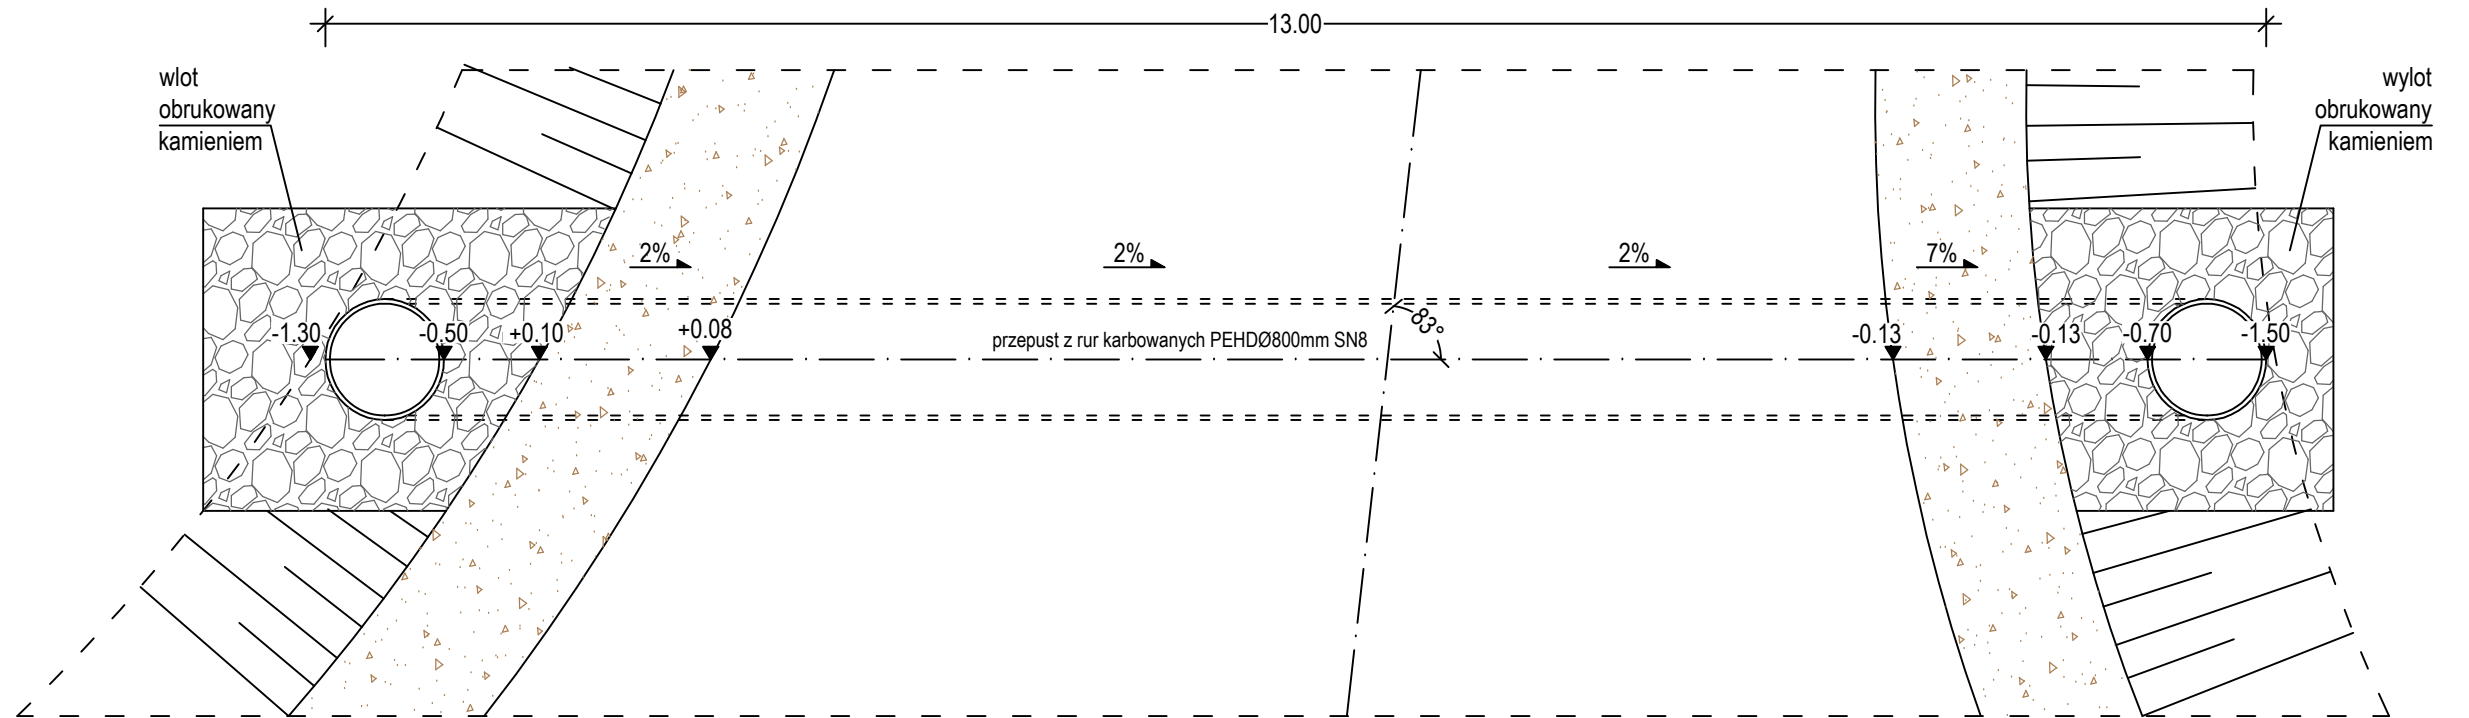 13.00
wlot
obrukowany
kamieniem
wylot
obrukowany
kamieniem
2%
2%
2%
7%
-1.30
-0.50
+0.10
+0.08
przepust z rur karbowanych PEHDØ800mm SN8
83°
-0.13
-0.13
-0.70
-1.50